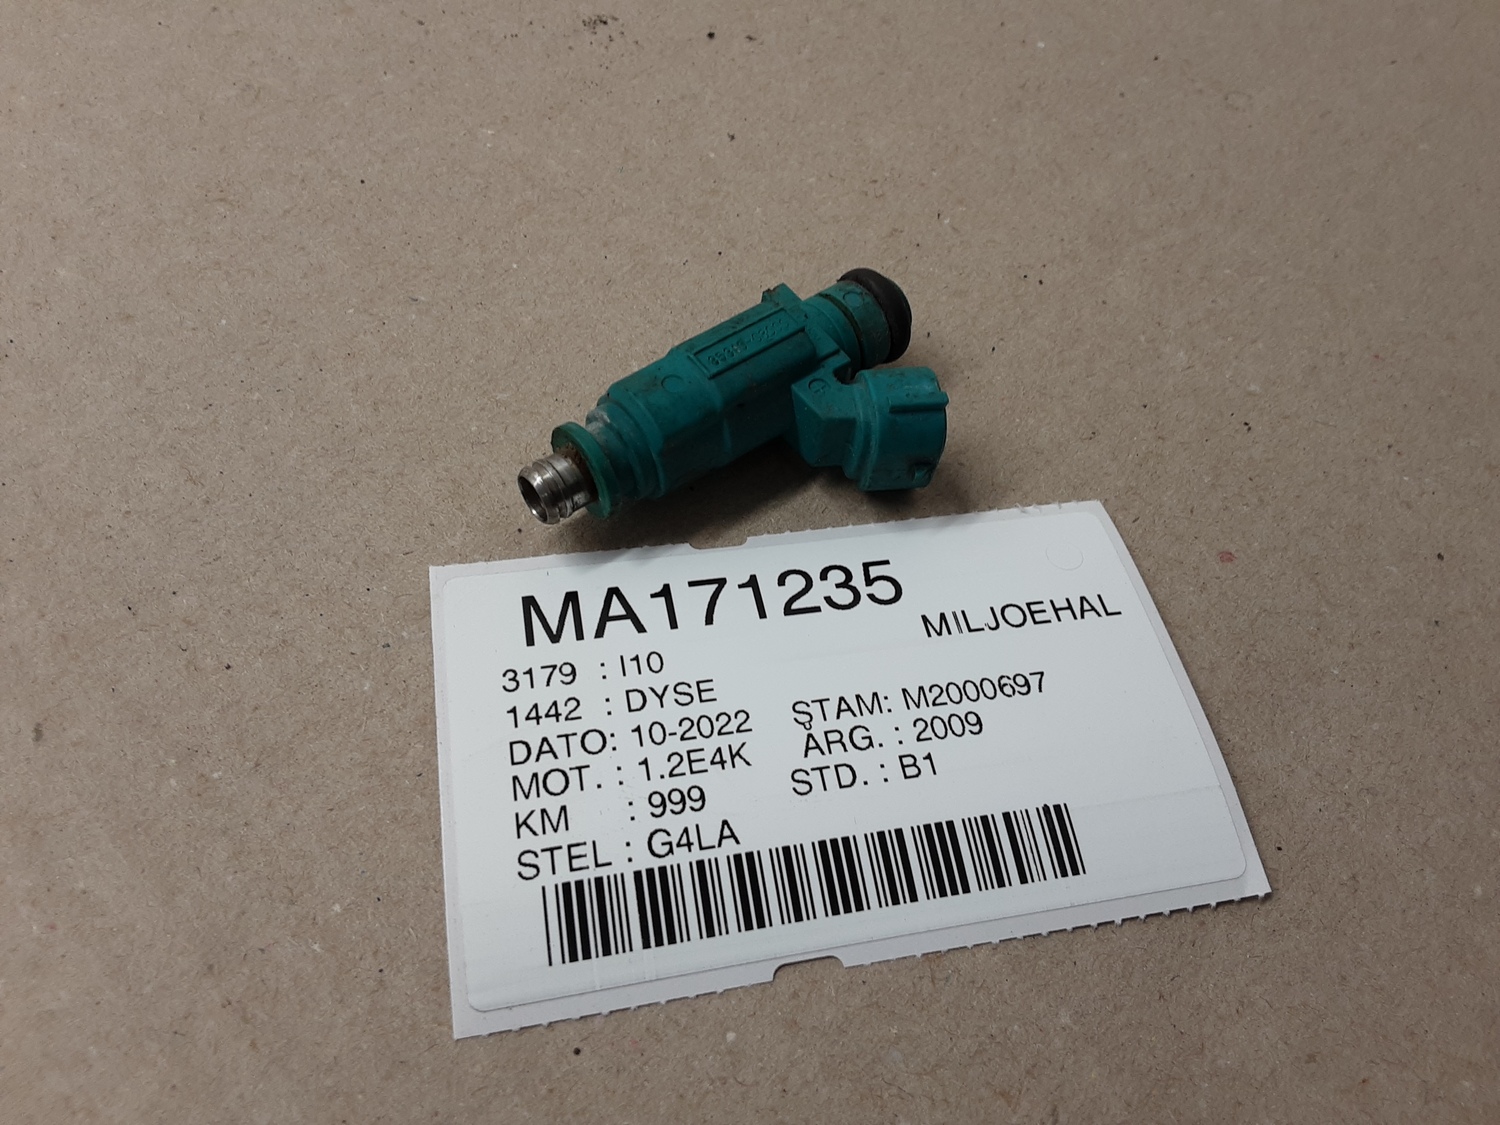 MA171235
MILJOEHAL
3179 : I10
1442 : DYSE
DATO: 10-2022 STAM: M2000697
MOT. : 1.2E4K ÅRG. : 2009
KM : 999 STD. : B1
STEL : G4LA